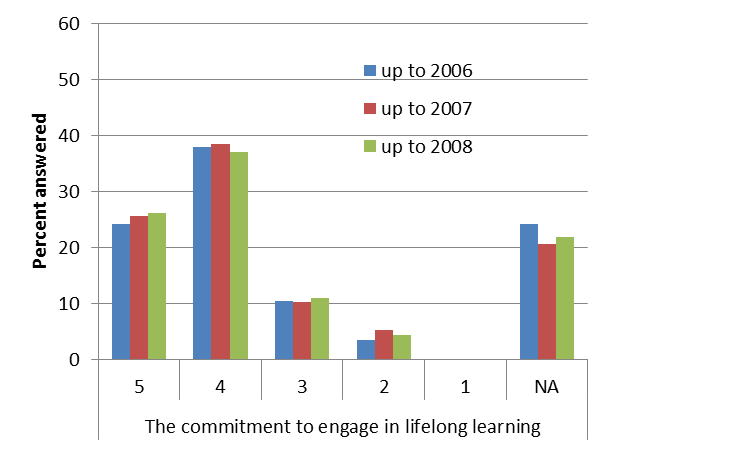 60
50
40
30
20
10
0
Percent answered
up to 2006
up to 2007
up to 2008
5 4 3 2 1 NA
The commitment to engage in lifelong learning